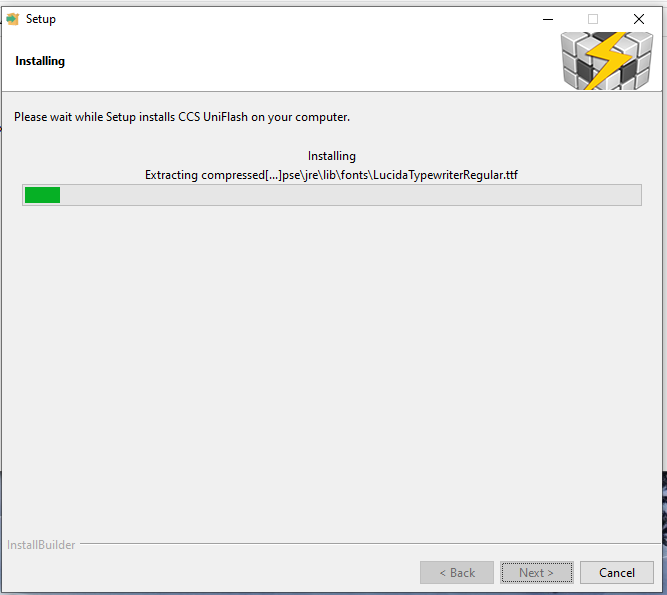 Setup
Installing
Please wait while Setup installs CCS UniFlash on your computer.
Installing
Extracting compressed[...]pse\jre\lib\fonts\LucidaTypewriterRegular.ttf
InstallBuilder
< Back
Next >
Cancel